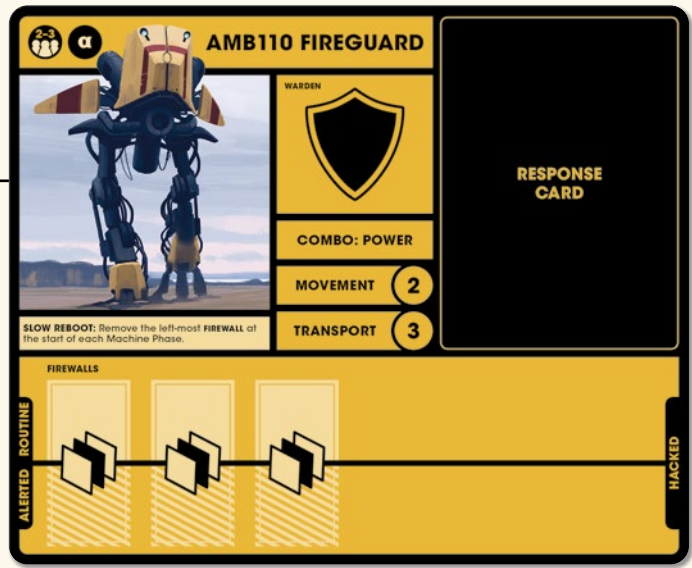 2-3
α
AMB110 FIREGUARD
WARDEN
COMBO: POWER
MOVEMENT 2
TRANSPORT 3
SLOW REBOOT: Remove the left-most FIREWALL at
the start of each Machine Phase.
RESPONSE
CARD
FIREWALLS
ROUTINE
ALERTED
HACKED